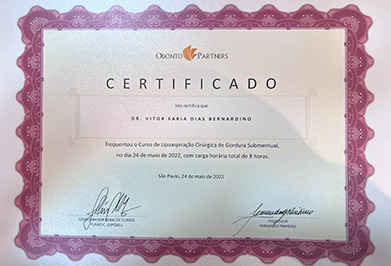 ODONTO PARTNERS
CERTIFICADO
Isto certifica que
DR. VITOR FARIA DIAS BERNARDINO
Frequentou o Curso de Lipoaspiração Cirúrgica de Gordura Submentual,
no dia 24 de maio de 2022, com carga horária total de 8 horas.
São Paulo, 24 de maio de 2022
COORDENADOR GERAL DE CURSOS
PROFESSOR
HERNANDO PINHEIRO